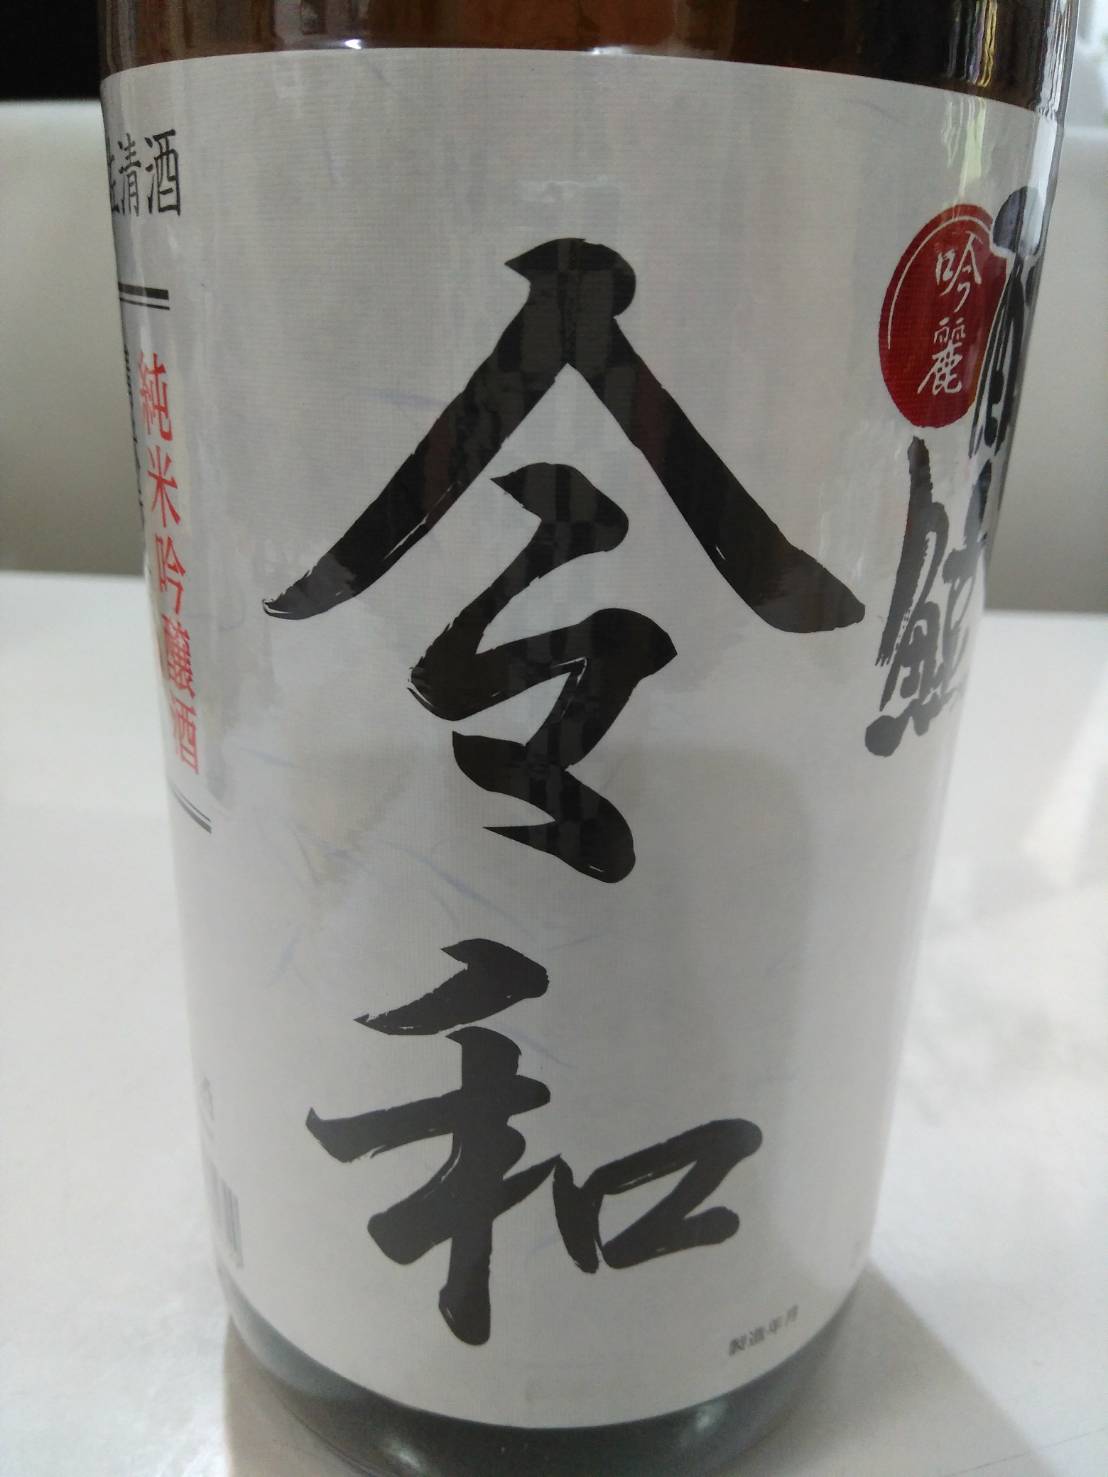 吟麗
令和
清酒
純米吟醸酒
製造年月